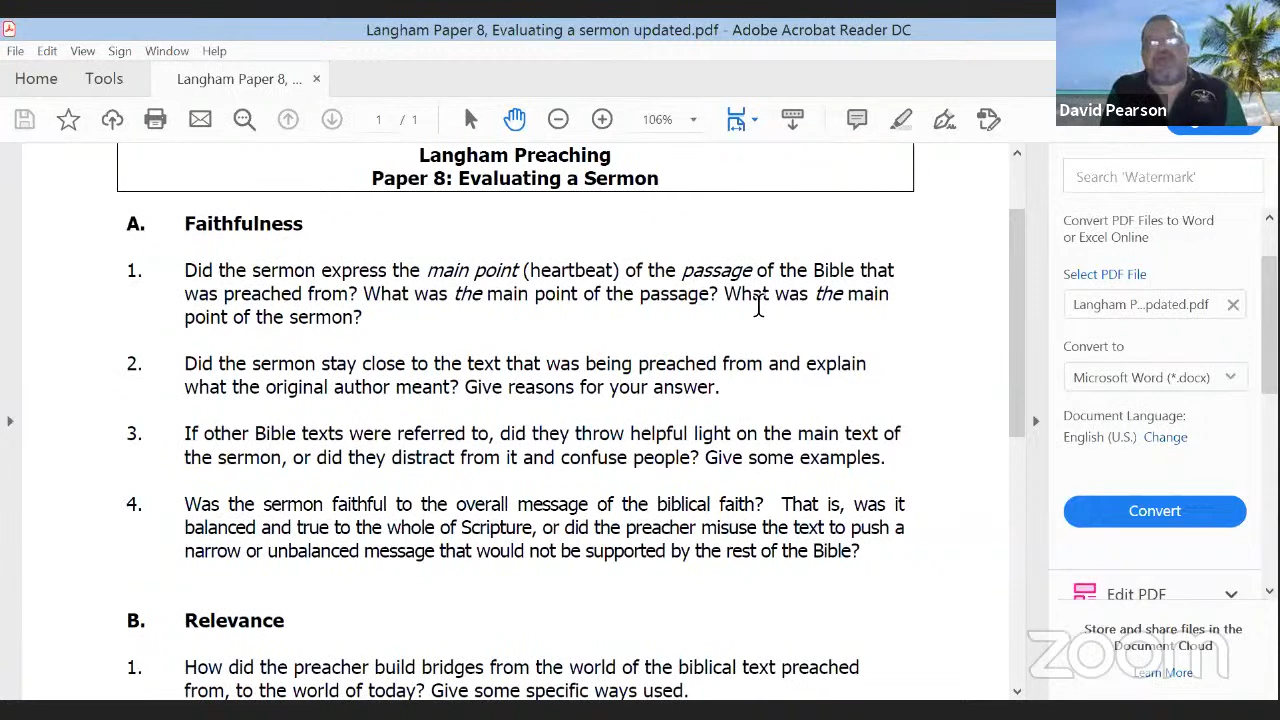 Langham Paper 8, Evaluating a sermon updated.pdf - Adobe Acrobat Reader DC
File Edit View Sign Window Help
Home Tools Langham Paper 8, ... ×
1 / 1 106%
David Pearson
Langham Preaching
Paper 8: Evaluating a Sermon
A. Faithfulness
1. Did the sermon express the main point (heartbeat) of the passage of the Bible that
was preached from? What was the main point of the passage? What was the main
point of the sermon?
2. Did the sermon stay close to the text that was being preached from and explain
what the original author meant? Give reasons for your answer.
3. If other Bible texts were referred to, did they throw helpful light on the main text of
the sermon, or did they distract from it and confuse people? Give some examples.
4. Was the sermon faithful to the overall message of the biblical faith? That is, was it
balanced and true to the whole of Scripture, or did the preacher misuse the text to push a
narrow or unbalanced message that would not be supported by the rest of the Bible?
B. Relevance
1. How did the preacher build bridges from the world of the biblical text preached
from, to the world of today? Give some specific ways used.
Search 'Watermark'
Convert PDF Files to Word
or Excel Online
Select PDF File
Langham P...pdated.pdf
Convert to
Microsoft Word (*.docx)
Document Language:
English (U.S.) Change
Convert
Edit PDF
Store and share files in the
Document Cloud
Learn More
zoom